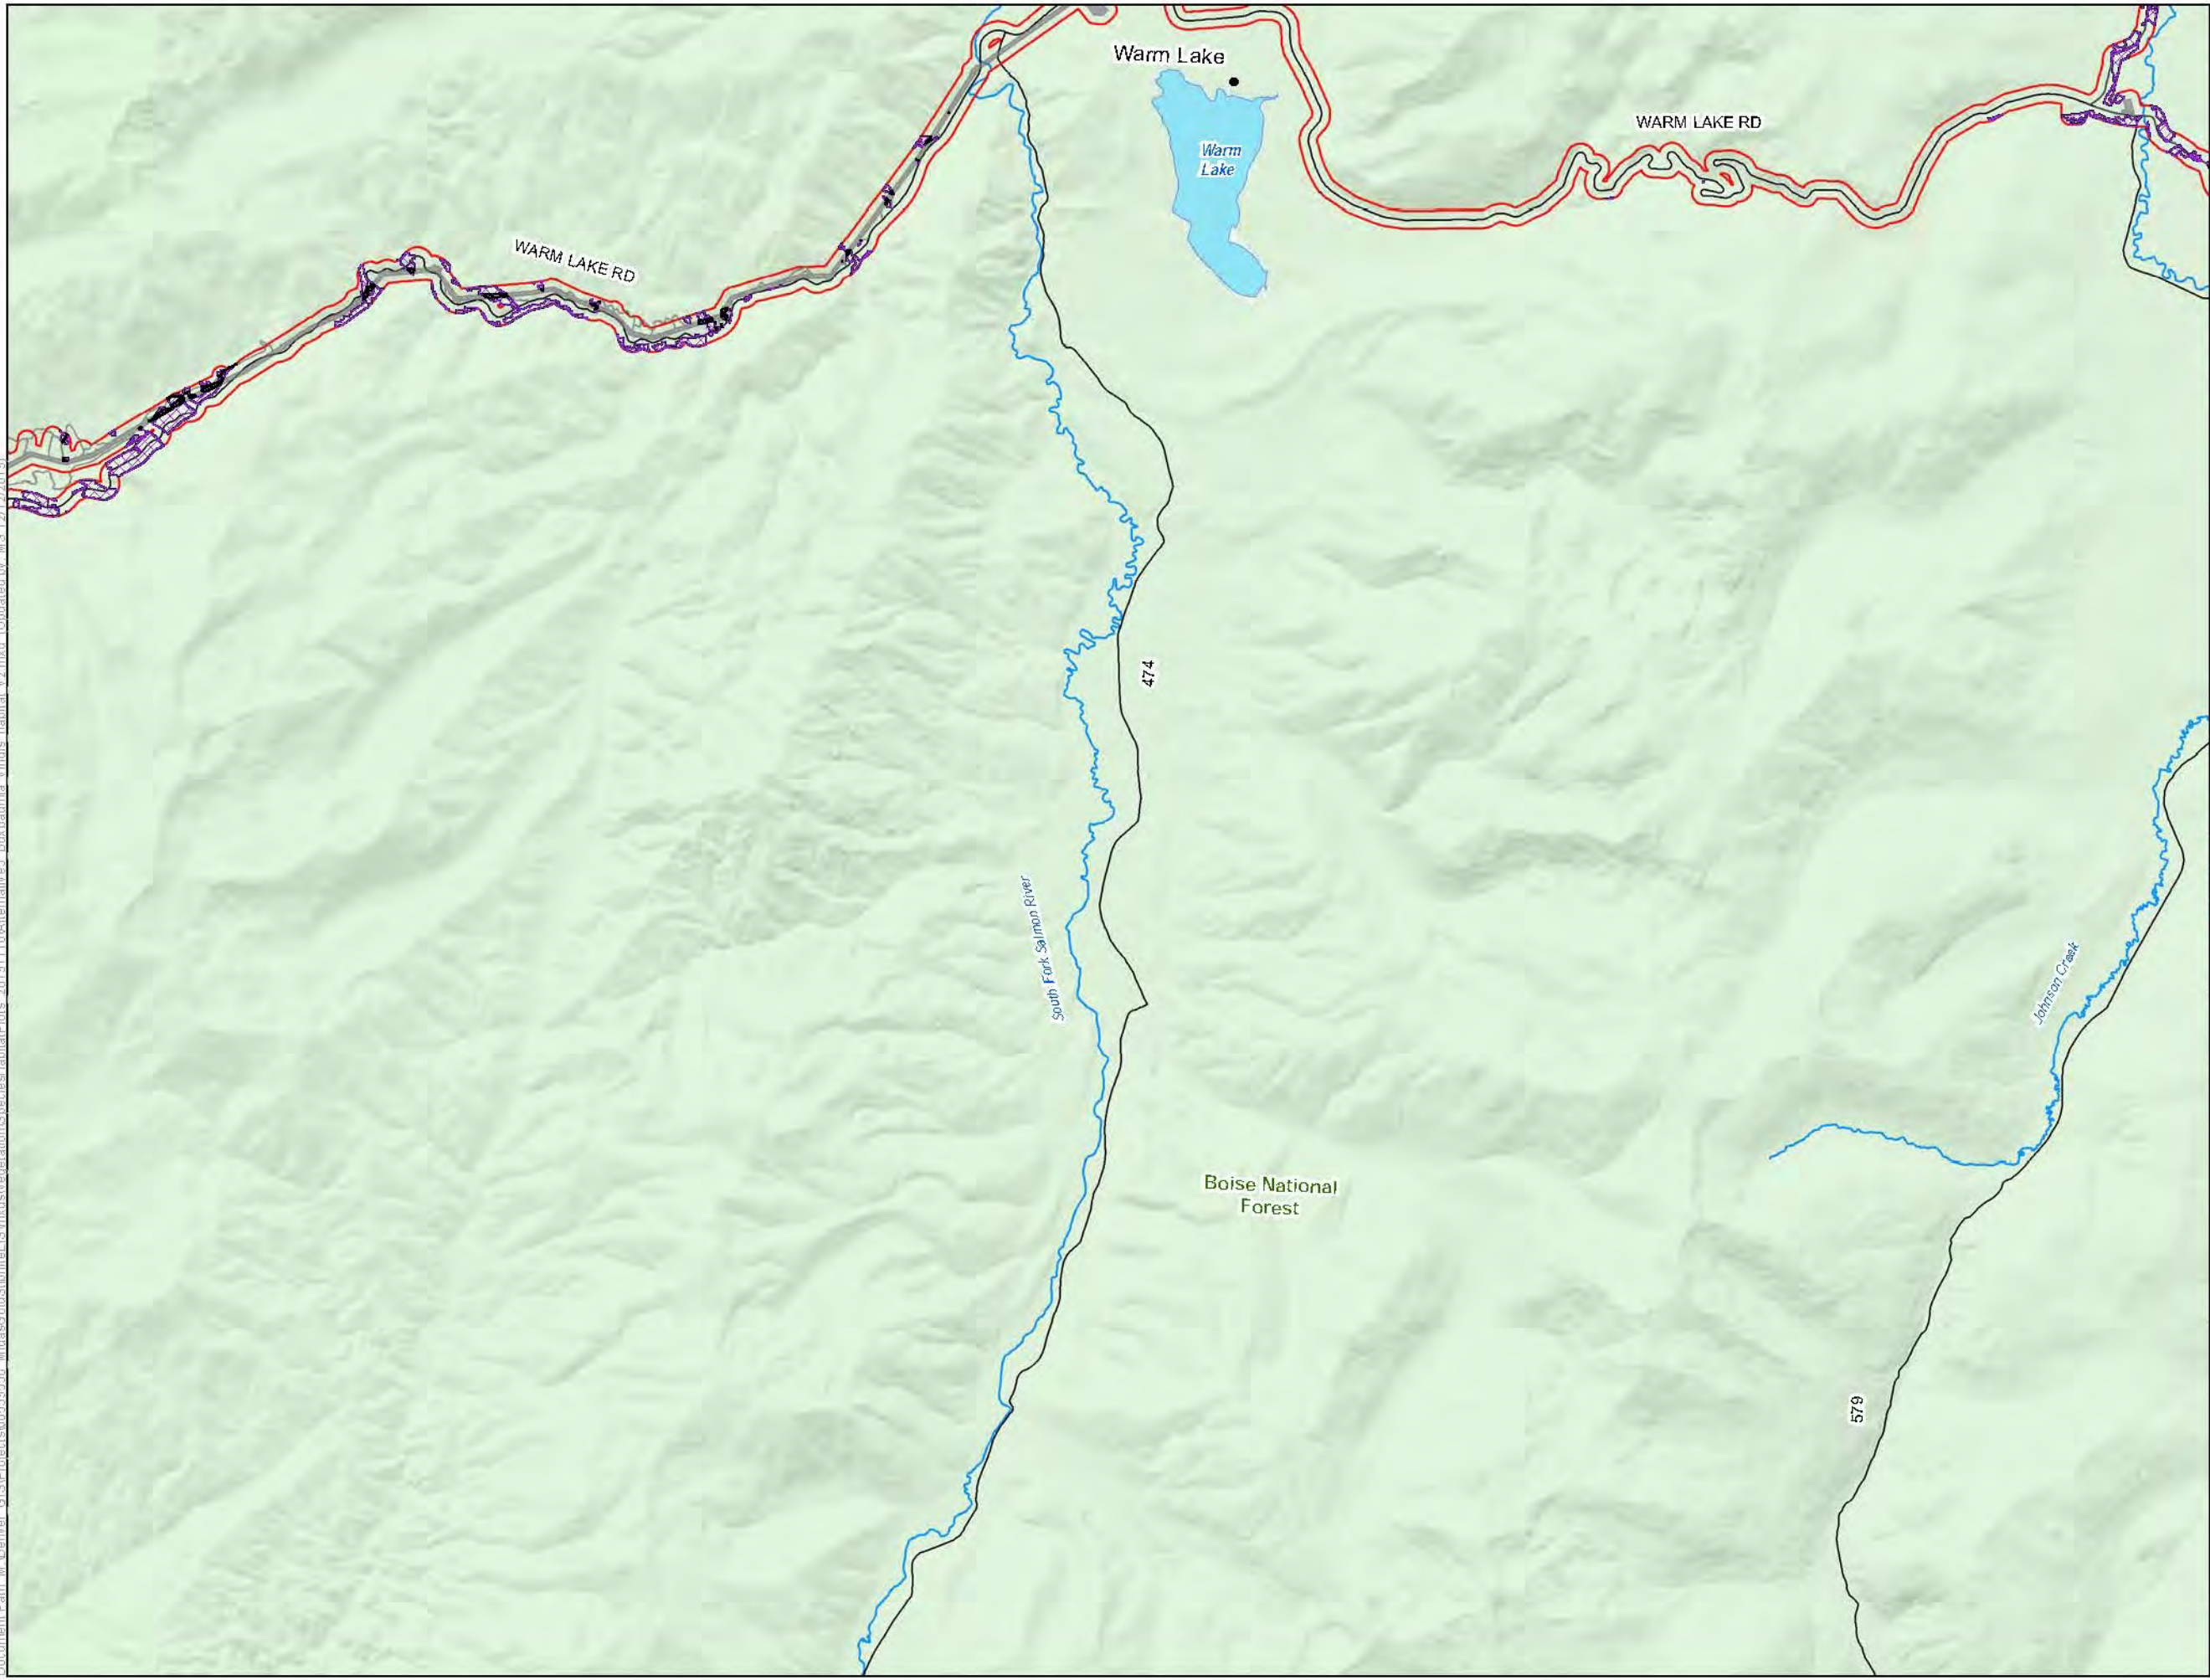 Warm Lake
WARM LAKE RD
Warm
Lake
WARM LAKE RD
474
South Fork Salmon River
Johnson Creek
Boise National
Forest
579